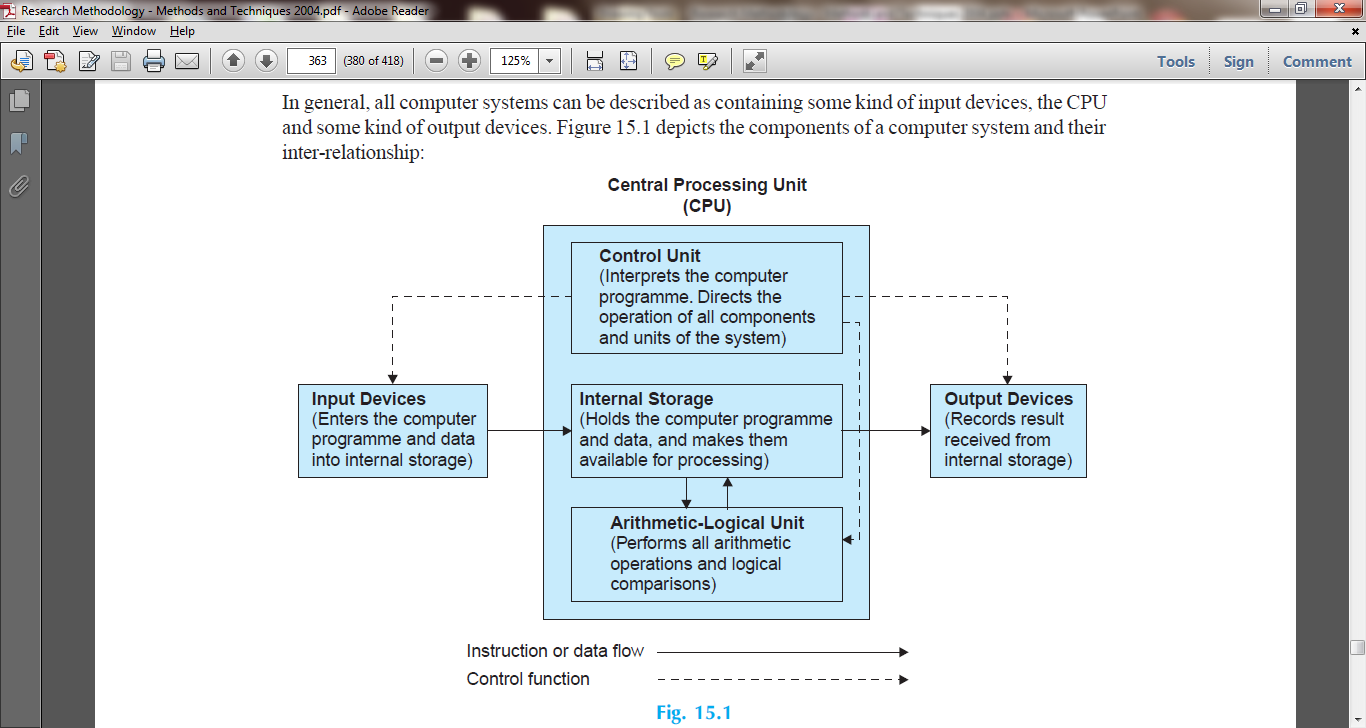 Research Methodology - Methods and Techniques 2004.pdf - Adobe Reader
File Edit View Window Help
363 (380 of 418) 125% Tools Sign Comment
In general, all computer systems can be described as containing some kind of input devices, the CPU
and some kind of output devices. Figure 15.1 depicts the components of a computer system and their
inter-relationship:
Central Processing Unit
(CPU)
Control Unit
(Interprets the computer
programme. Directs the
operation of all components
and units of the system)
Input Devices
(Enters the computer
programme and data
into internal storage)
Internal Storage
(Holds the computer programme
and data, and makes them
available for processing)
Output Devices
(Records result
received from
internal storage)
Arithmetic-Logical Unit
(Performs all arithmetic
operations and logical
comparisons)
Instruction or data flow
Control function
Fig. 15.1